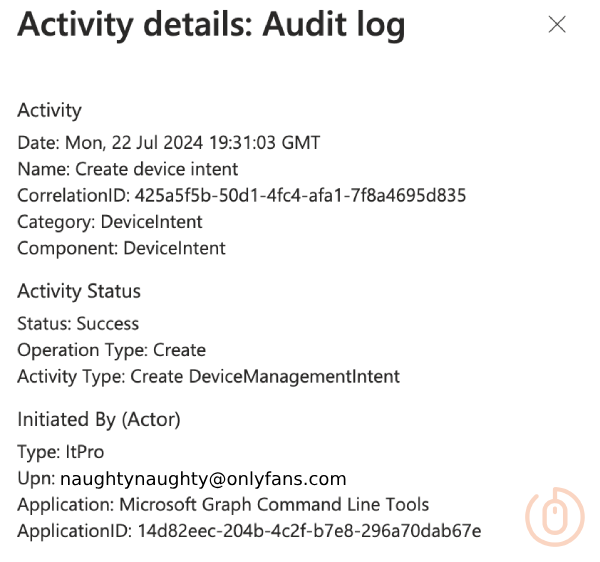 Activity details: Audit log
Activity
Date: Mon, 22 Jul 2024 19:31:03 GMT
Name: Create device intent
CorrelationID: 425a5f5b-50d1-4fc4-afa1-7f8a4695d835
Category: DeviceIntent
Component: DeviceIntent
Activity Status
Status: Success
Operation Type: Create
Activity Type: Create DeviceManagementIntent
Initiated By (Actor)
Type: ItPro
Upn: naughtynaughty@onlyfans.com
Application: Microsoft Graph Command Line Tools
ApplicationID: 14d82eec-204b-4c2f-b7e8-296a70dab67e